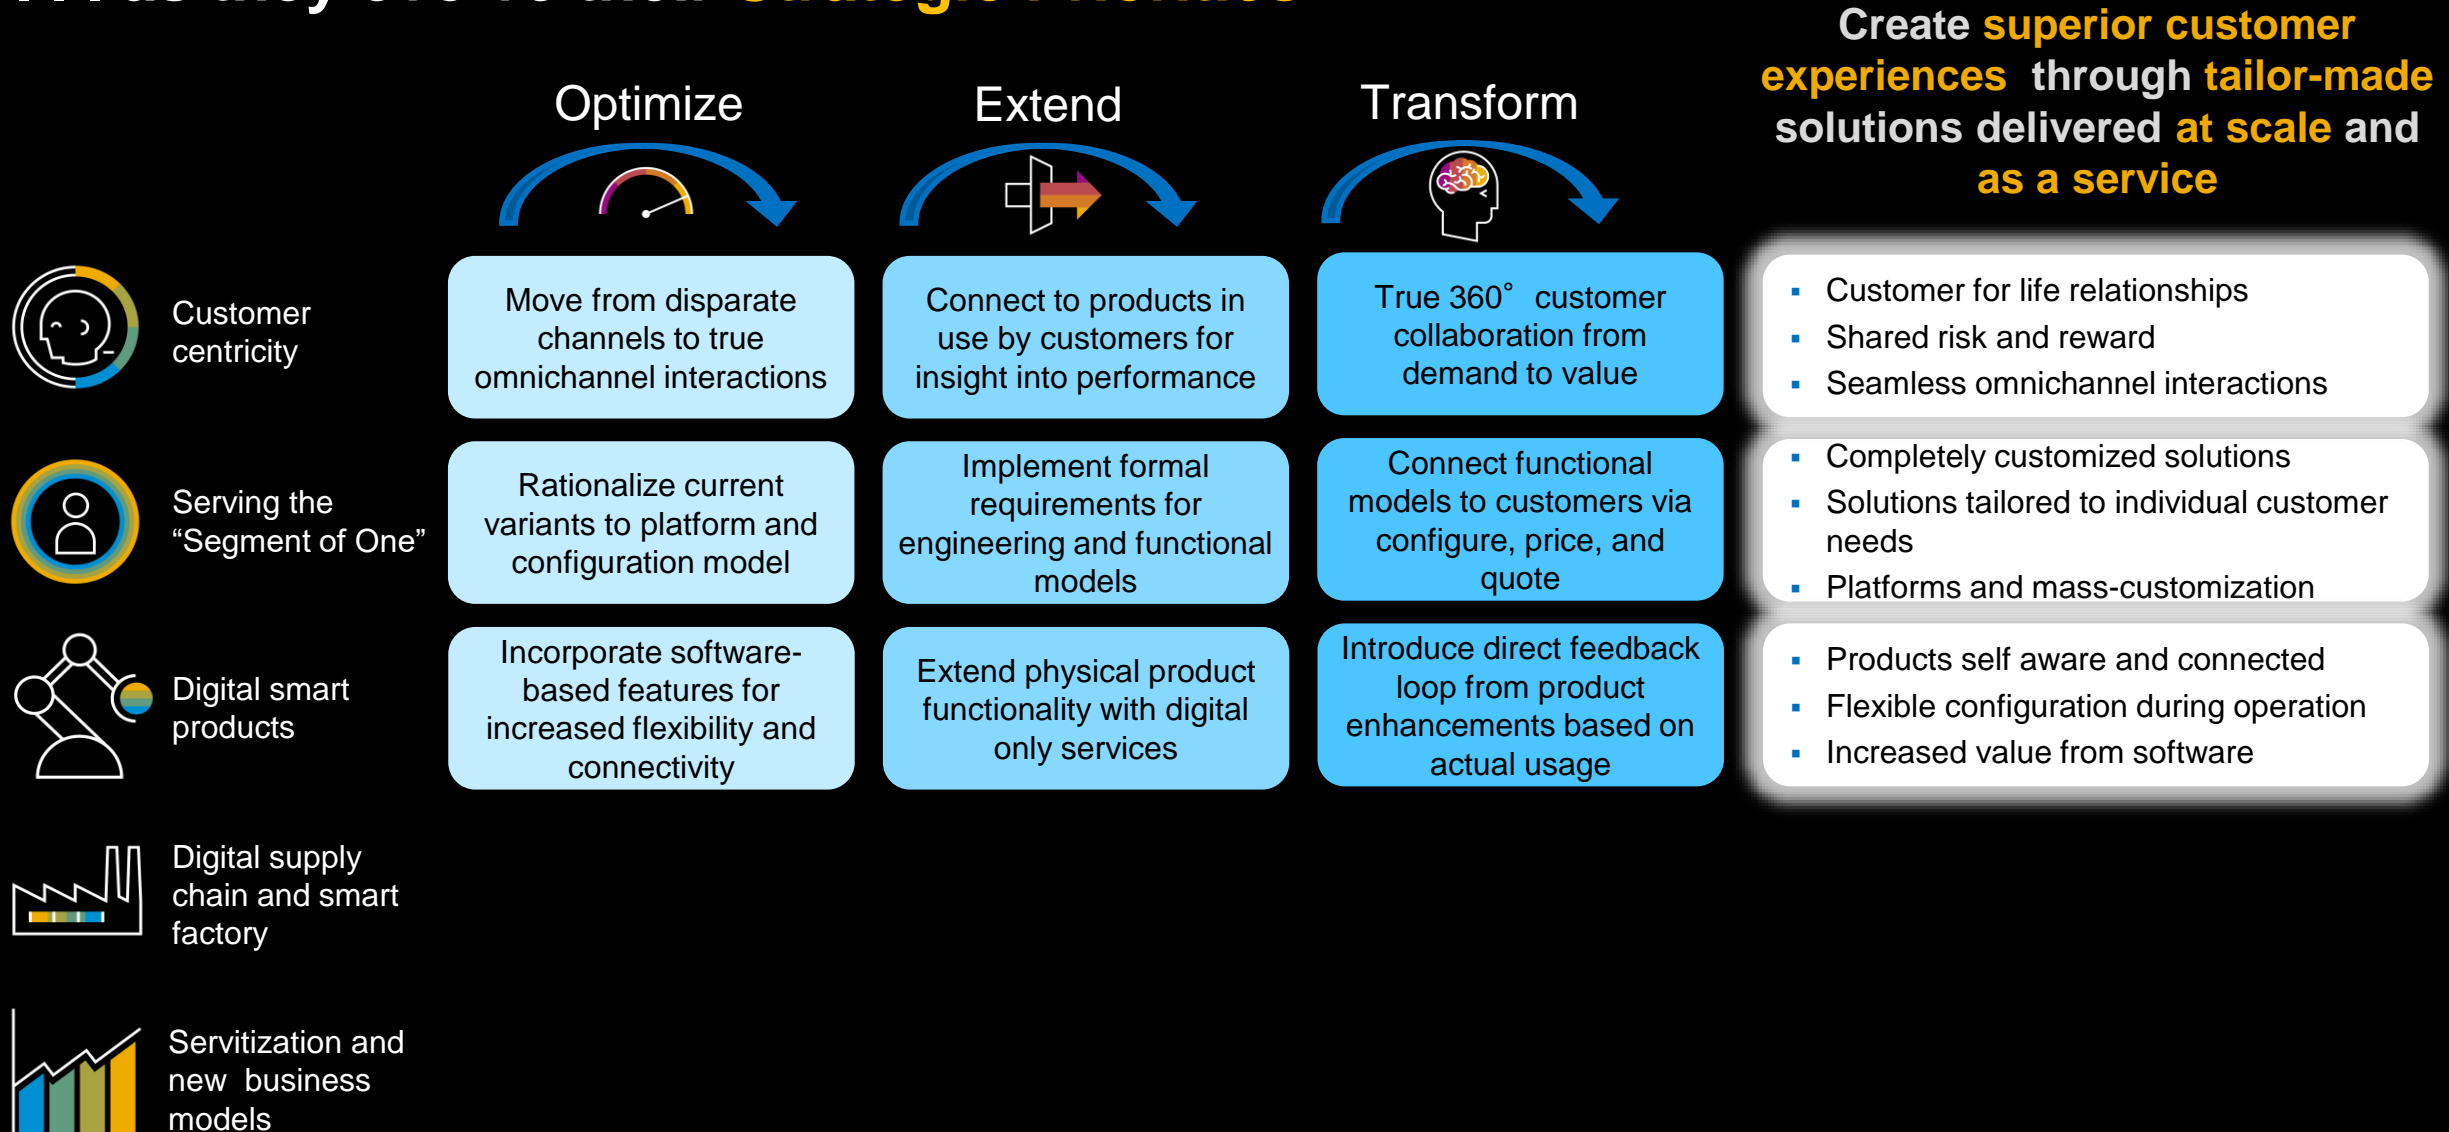 as they evolve their Strategic Priorities
Create superior customer
experiences through tailor-made
solutions delivered at scale and
as a service
Optimize
Extend
Transform
Customer
centricity
Move from disparate
channels to true
omnichannel interactions
Connect to products in
use by customers for
insight into performance
True 360° customer
collaboration from
demand to value
▪ Customer for life relationships
▪ Shared risk and reward
▪ Seamless omnichannel interactions
Serving the
“Segment of One”
Rationalize current
variants to platform and
configuration model
Implement formal
requirements for
engineering and functional
models
Connect functional
models to customers via
configure, price, and
quote
▪ Completely customized solutions
▪ Solutions tailored to individual customer
needs
▪ Platforms and mass-customization
Digital smart
products
Incorporate software-
based features for
increased flexibility and
connectivity
Extend physical product
functionality with digital
only services
Introduce direct feedback
loop from product
enhancements based on
actual usage
▪ Products self aware and connected
▪ Flexible configuration during operation
▪ Increased value from software
Digital supply
chain and smart
factory
Servitization and
new business
models